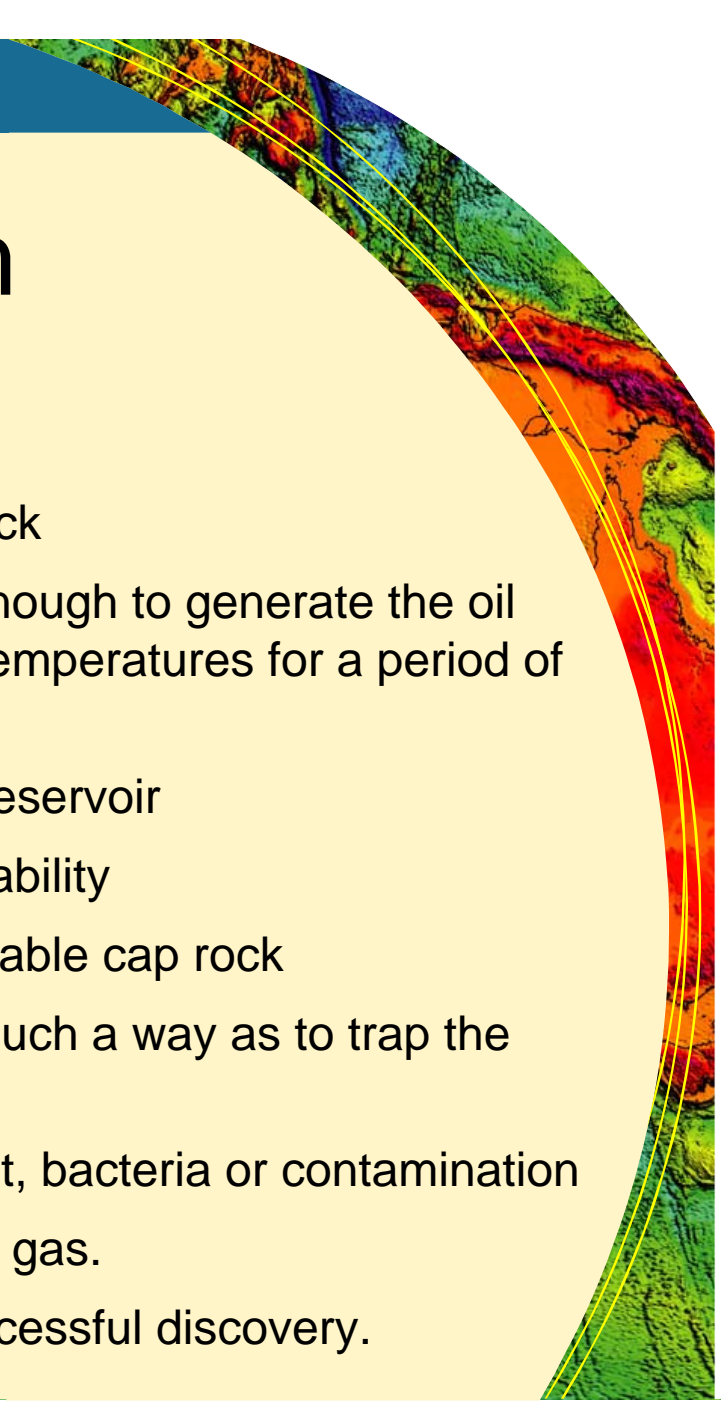 n
ck
nough to generate the oil
emperatures for a period of
eservoir
ability
able cap rock
uch a way as to trap the
t, bacteria or contamination
gas.
cessful discovery.